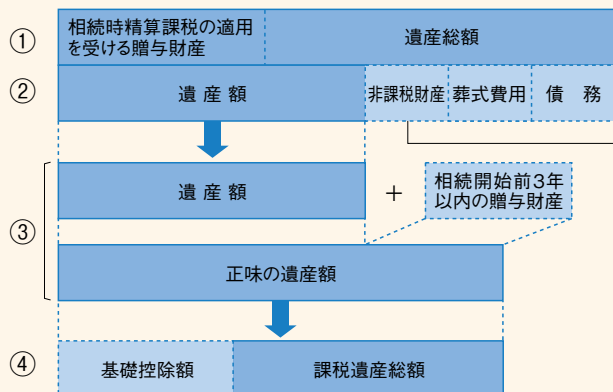 ①
相続時精算課税の適用
を受ける贈与財産
遺産総額
②
遺産額
非課税財産
葬式費用
債務
③
遺産額
+
相続開始前3年
以内の贈与財産
正味の遺産額
④
基礎控除額
課税遺産総額